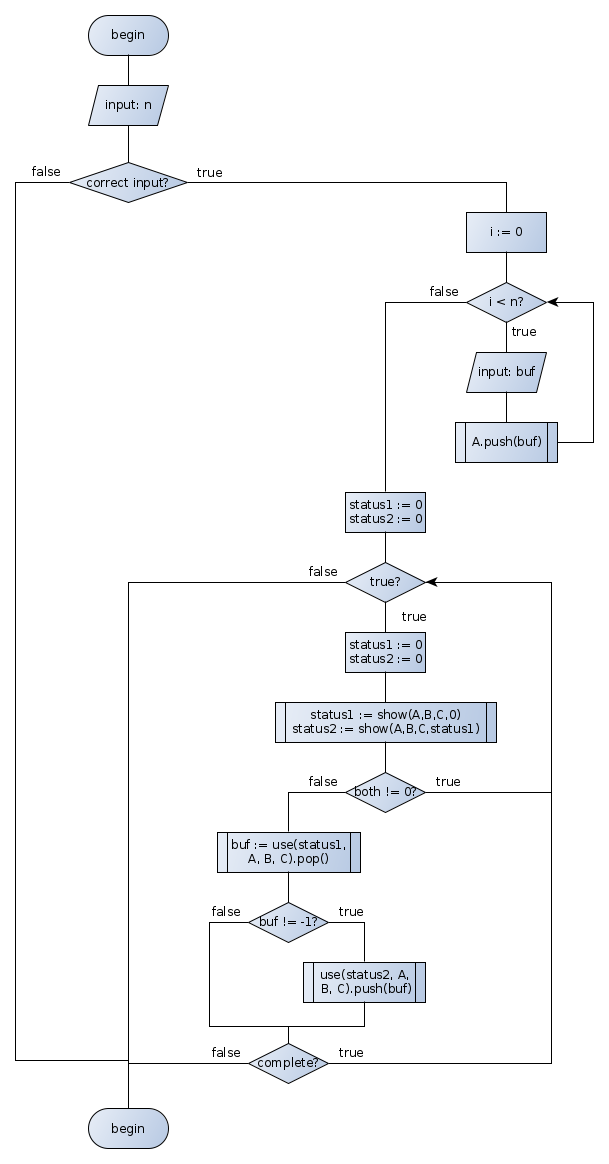 begin
input: n
false
correct input?
true
i := 0
false
i < n?
true
input: buf
A.push(buf)
status1 := 0
status2 := 0
false
true?
true
status1 := 0
status2 := 0
status1 := show(A,B,C,0)
status2 := show(A,B,C,status1)
false
both != 0?
true
buf := use(status1,
A, B, C).pop()
false
buf != -1?
true
use(status2, A,
B, C).push(buf)
false
complete?
true
begin